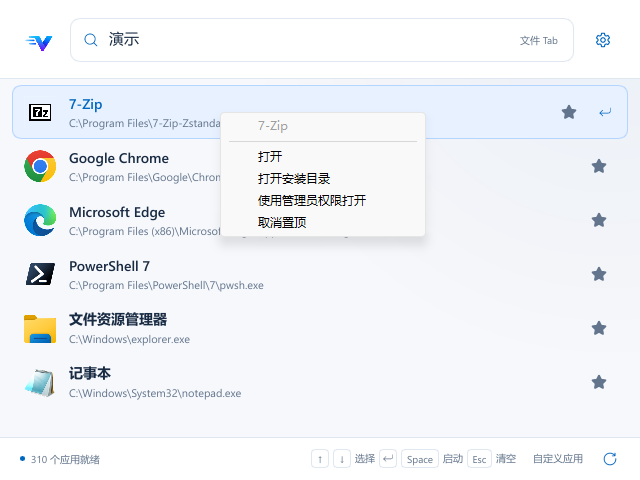 演示
文件 Tab
7-Zip
C:\Program Files\7-Zip-Zstanda
7-Zip
打开
打开安装目录
使用管理员权限打开
取消置顶
Google Chrome
C:\Program Files\Google\Chron
Microsoft Edge
C:\Program Files (x86)\Microso
PowerShell 7
C:\Program Files\PowerShell\7\pwsh.exe
文件资源管理器
C:\Windows\explorer.exe
记事本
C:\Windows\System32\notepad.exe
310 个应用就绪
↑ ↓ 选择 ↵ Space 启动 Esc 清空 自定义应用